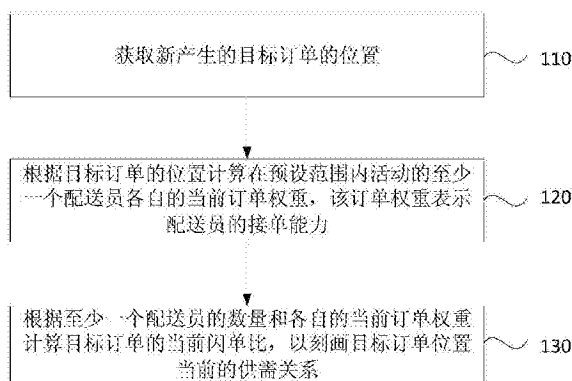 获取新产生的目标订单的位置
110
根据目标订单的位置计算在预设范围内活动的至少
一个配送员各自的当前订单权重，该订单权重表示
配送员的接单能力
120
根据至少一个配送员的数量和各自的当前订单权重
计算目标订单的当前闪单比，以刻画目标订单位置
当前的供需关系
130